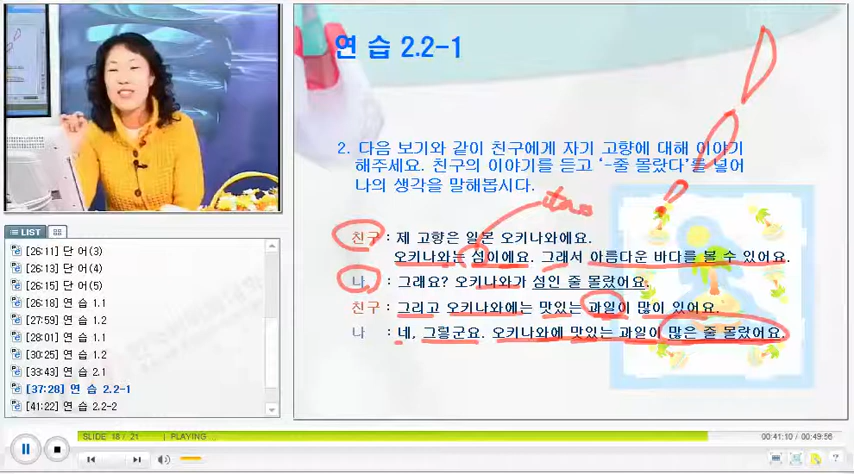 연 습 2.2-1
2. 다음 보기와 같이 친구에게 자기 고향에 대해 이야기
해주세요. 친구의 이야기를 듣고 ‘-줄 몰랐다’를 넣어
나의 생각을 말해봅시다.
친구 : 제 고향은 일본 오키나와에요.
오키나와는 섬이에요. 그래서 아름다운 바다를 볼 수 있어요.
나 : 그래요? 오키나와가 섬인 줄 몰랐어요.
친구 : 그리고 오키나와에는 맛있는 과일이 많이 있어요.
나 : 네, 그렇군요. 오키나와에 맛있는 과일이 많은 줄 몰랐어요.
LIST
[26:11] 단 어(3)
[26:13] 단 어(4)
[26:15] 단 어(5)
[26:18] 연 습 1.1
[27:59] 연 습 1.2
[28:01] 연 습 1.1
[30:25] 연 습 1.2
[33:43] 연 습 2.1
[37:28] 연 습 2.2-1
[41:22] 연 습 2.2-2
SLIDE 18 / 21 PLAYING ...
00:41:10 / 00:49:56